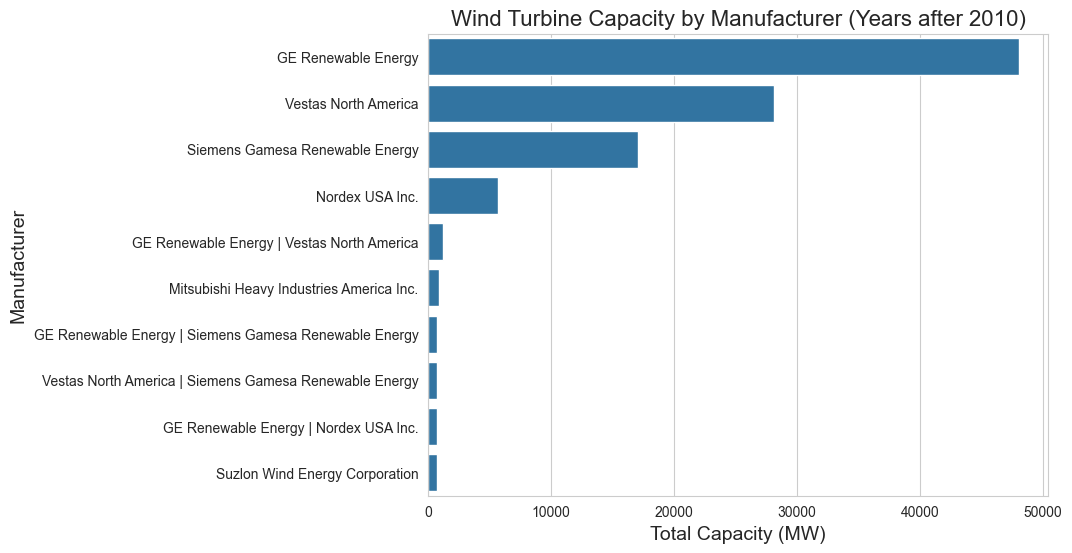 Wind Turbine Capacity by Manufacturer (Years after 2010)
Manufacturer
GE Renewable Energy
Vestas North America
Siemens Gamesa Renewable Energy
Nordex USA Inc.
GE Renewable Energy | Vestas North America
Mitsubishi Heavy Industries America Inc.
GE Renewable Energy | Siemens Gamesa Renewable Energy
Vestas North America | Siemens Gamesa Renewable Energy
GE Renewable Energy | Nordex USA Inc.
Suzlon Wind Energy Corporation
0 10000 20000 30000 40000 50000
Total Capacity (MW)